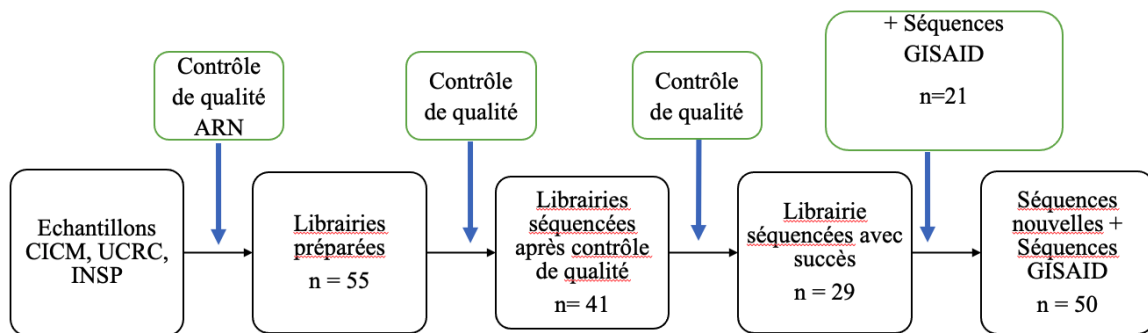 Contrôle
de qualité
ARN
Contrôle
de qualité
Contrôle
de qualité
+ Séquences
GISAID
n=21
Echantillons
CICM, UCRC,
INSP
Librairies
préparées
n = 55
Librairies
séquencées
après contrôle
de qualité
n= 41
Librairie
séquencées avec
succès
n = 29
Séquences
nouvelles +
Séquences
GISAID
n = 50